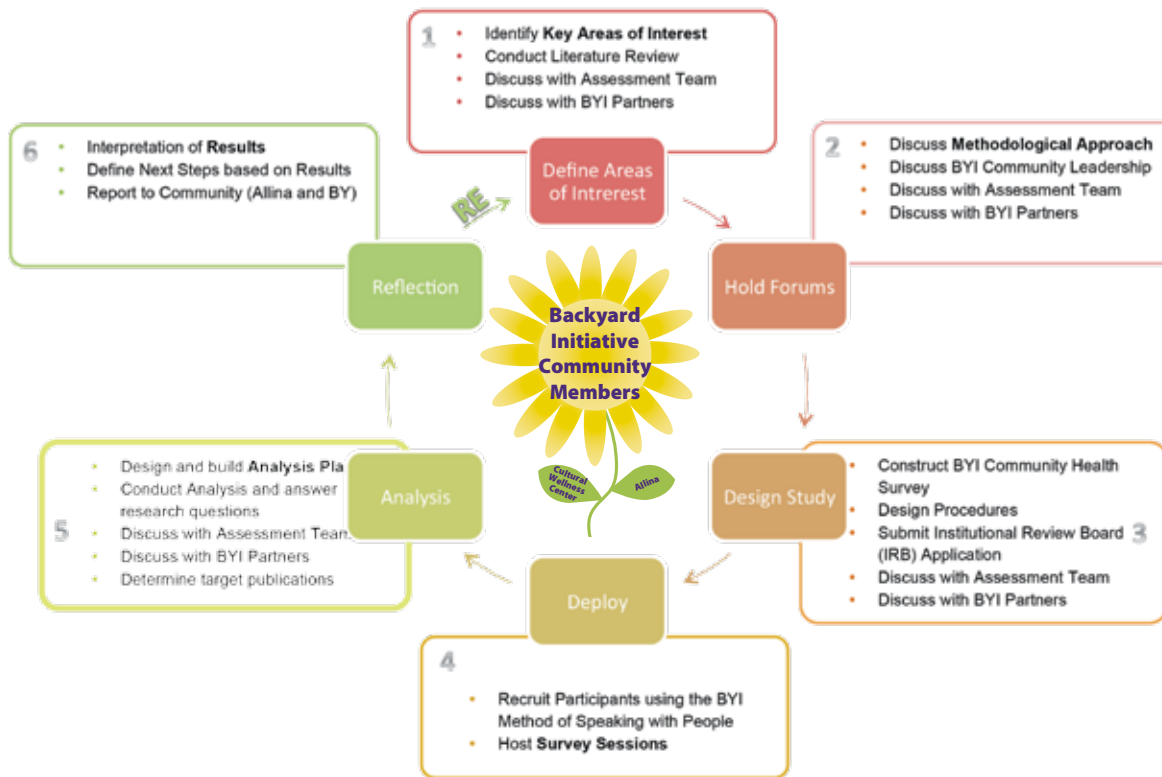 1
Identify Key Areas of Interest
Conduct Literature Review
Discuss with Assessment Team
Discuss with BYI Partners
Define Areas
of Intrerest
2
Discuss Methodological Approach
Discuss BYI Community Leadership
Discuss with Assessment Team
Discuss with BYI Partners
Hold Forums
Construct BYI Community Health
Survey
Design Procedures
Submit Institutional Review Board
(IRB) Application
Discuss with Assessment Team
Discuss with BYI Partners
3
Design Study
4
Recruit Participants using the BYI
Method of Speaking with People
Host Survey Sessions
Deploy
5
Design and build Analysis Pla
Conduct Analysis and answer
research questions
Discuss with Assessment Team
Discuss with BYI Partners
Determine target publications
Analysis
6
Interpretation of Results
Define Next Steps based on Results
Report to Community (Allina and BY)
Reflection
RE
Backyard
Initiative
Community
Members
Cultural
Wellness
Center
Allina